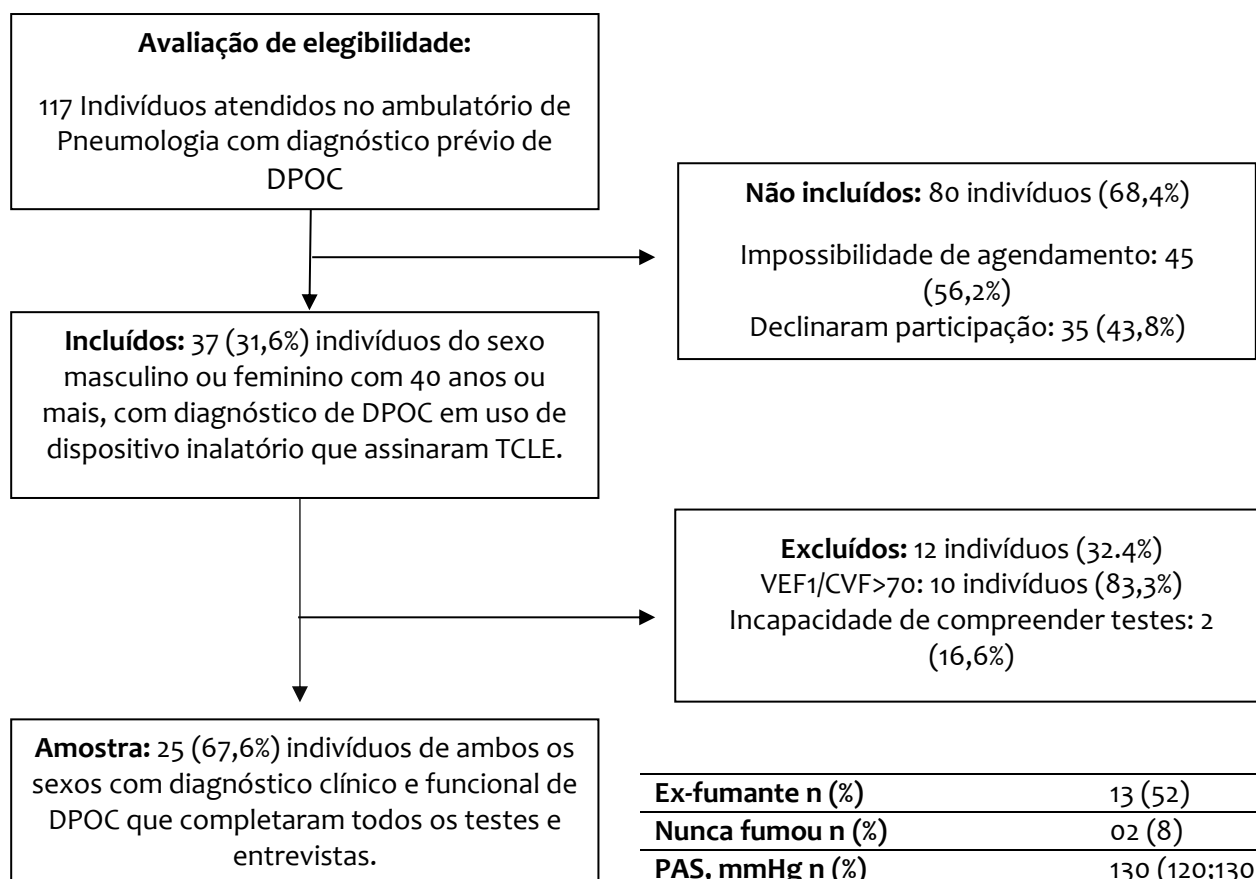 Avaliação de elegibilidade:
117 Indivíduos atendidos no ambulatório de
Pneumologia com diagnóstico prévio de
DPOC
Não incluídos: 80 indivíduos (68,4%)
Impossibilidade de agendamento: 45
(56,2%)
Declinaram participação: 35 (43,8%)
Incluídos: 37 (31,6%) indivíduos do sexo
masculino ou feminino com 40 anos ou
mais, com diagnóstico de DPOC em uso de
dispositivo inalatório que assinaram TCLE.
Excluídos: 12 indivíduos (32.4%)
VEF1/CVF>70: 10 indivíduos (83,3%)
Incapacidade de compreender testes: 2
(16,6%)
Amostra: 25 (67,6%) indivíduos de ambos os
sexos com diagnóstico clínico e funcional de
DPOC que completaram todos os testes e
entrevistas.
Ex-fumante n (%) 13 (52)
Nunca fumou n (%) 02 (8)
PAS, mmHg n (%) 130 (120;130